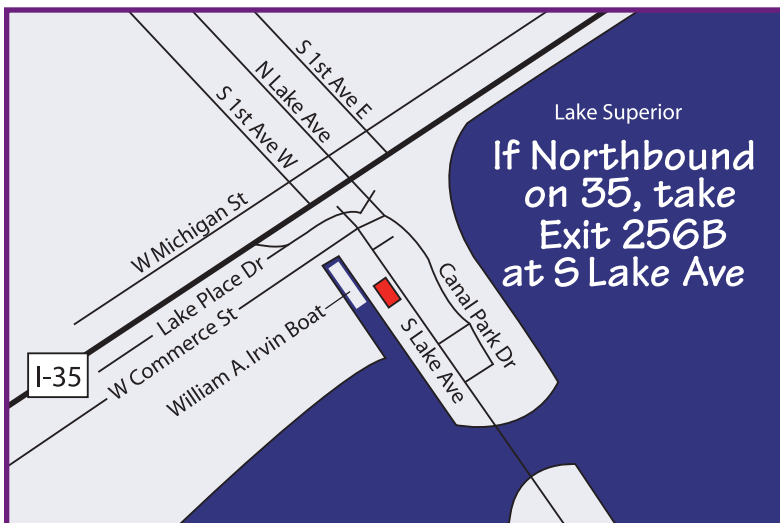 S 1st Ave E
N Lake Ave
S 1st Ave W
Lake Superior
If Northbound
on 35, take
Exit 256B
at S Lake Ave
W Michigan St
Lake Place Dr
W Commerce St
William A. Irvin Boat
Canal Park Dr
S Lake Ave
I-35